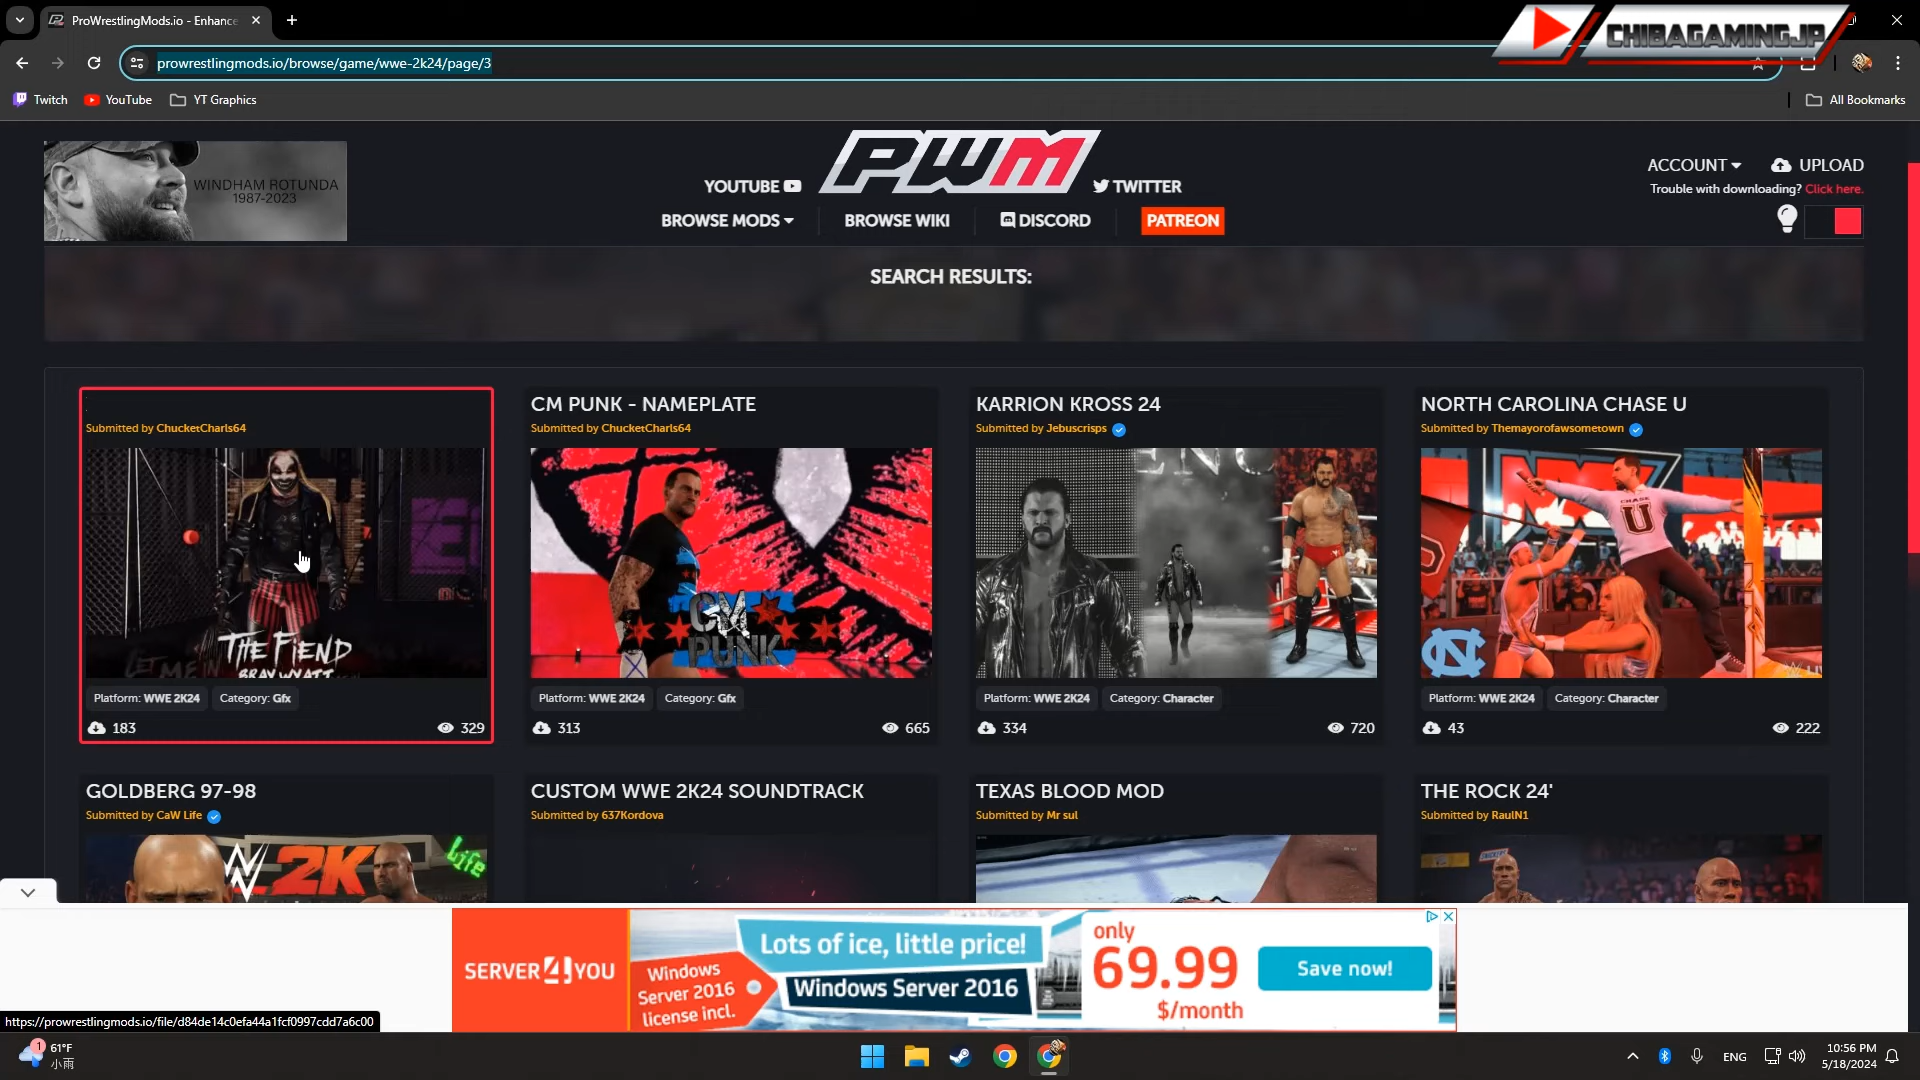 ProWrestlingMods.io - Enhance
CHIBAGAMINGJP
prowrestlingmods.io/browse/game/wwe-2k24/page/3
Twitch
YouTube
YT Graphics
All Bookmarks
WINDHAM ROTUNDA
1987-2023
YOUTUBE
PWM
TWITTER
ACCOUNT
UPLOAD
Trouble with downloading? Click here.
BROWSE MODS
BROWSE WIKI
DISCORD
PATREON
SEARCH RESULTS:
Submitted by ChucketCharls64
THE FIEND
BRAY WYATT
Platform: WWE 2K24
Category: Gfx
183
329
CM PUNK - NAMEPLATE
Submitted by ChucketCharls64
CM
PUNK
Platform: WWE 2K24
Category: Gfx
313
665
KARRION KROSS 24
Submitted by Jebuscrisps
Platform: WWE 2K24
Category: Character
334
720
NORTH CAROLINA CHASE U
Submitted by Themayorofawsometown
CHASE
U
Platform: WWE 2K24
Category: Character
43
222
GOLDBERG 97-98
Submitted by CaW Life
W 2K
Life
CUSTOM WWE 2K24 SOUNDTRACK
Submitted by 637Kordova
TEXAS BLOOD MOD
Submitted by Mr sul
THE ROCK 24'
Submitted by RaulN1
SNICKERS
SERVER4YOU
Lots of ice, little price!
Windows
Server 2016
license incl.
Windows Server 2016
only
69.99
$/month
Save now!
https://prowrestlingmods.io/file/d84de14c0efa44a1fcf0997cdd7a6c00
1
61°F
小雨
ENG
10:56 PM
5/18/2024